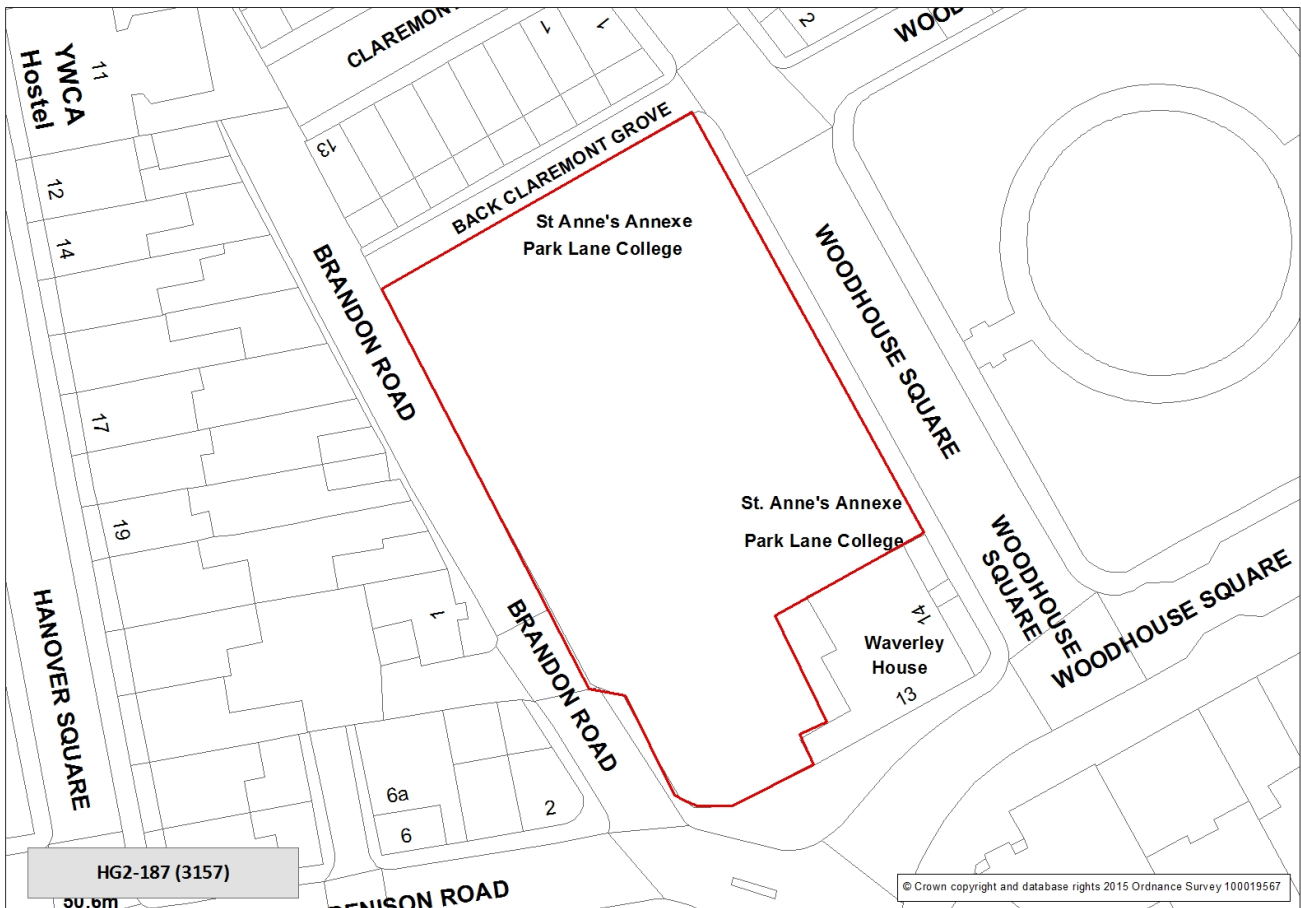 YWCA
Hostel
11
CLAREMONT
1
1
2
WOOD
12
14
13
BACK CLAREMONT GROVE
St Anne's Annexe
Park Lane College
BRANDON ROAD
WOODHOUSE SQUARE
17
19
St. Anne's Annexe
Park Lane College
WOODHOUSE
SQUARE
WOODHOUSE
WOODHOUSE SQUARE
HANOVER SQUARE
1
BRANDON ROAD
14
Waverley
House
13
6a
6
2
HG2-187 (3157)
50.6m
DENISON ROAD
© Crown copyright and database rights 2015 Ordnance Survey 100019567